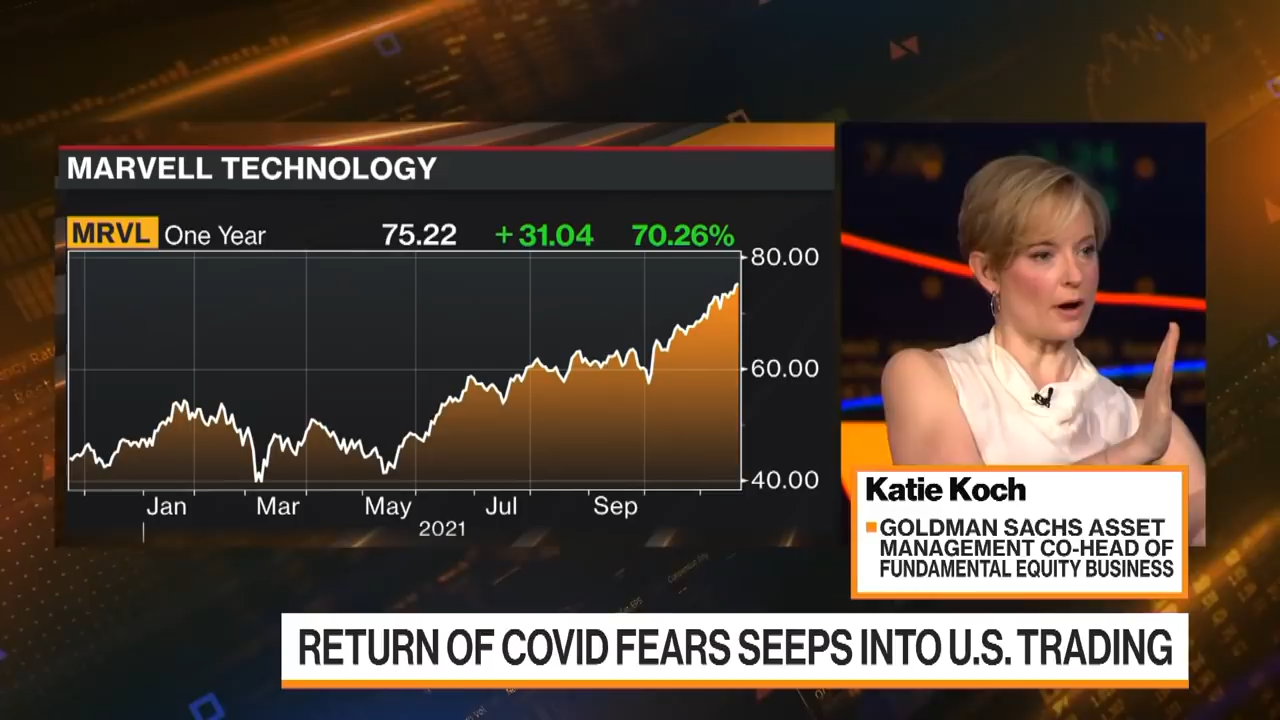 MARVELL TECHNOLOGY
MRVL One Year 75.22 +31.04 70.26%
80.00
60.00
40.00
Jan Mar May Jul Sep
2021
Katie Koch
GOLDMAN SACHS ASSET
MANAGEMENT CO-HEAD OF
FUNDAMENTAL EQUITY BUSINESS
RETURN OF COVID FEARS SEEPS INTO U.S. TRADING